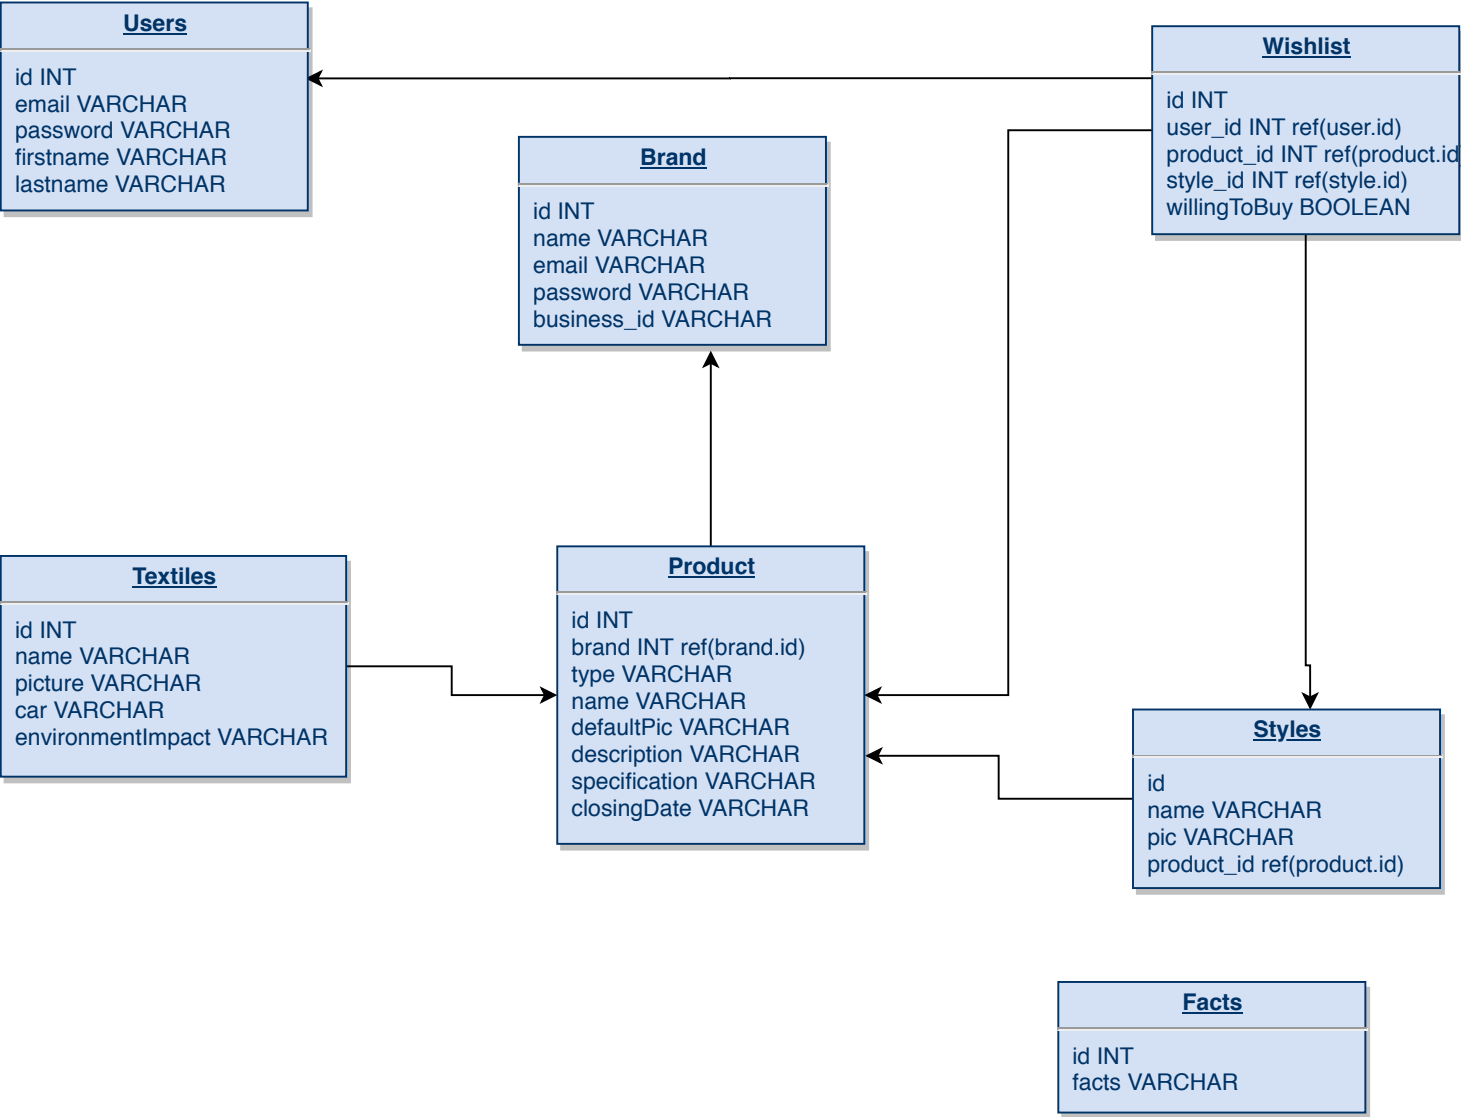 Users
id INT
email VARCHAR
password VARCHAR
firstname VARCHAR
lastname VARCHAR
Wishlist
id INT
user_id INT ref(user.id)
product_id INT ref(product.id
style_id INT ref(style.id)
willingToBuy BOOLEAN
Brand
id INT
name VARCHAR
email VARCHAR
password VARCHAR
business_id VARCHAR
Textiles
id INT
name VARCHAR
picture VARCHAR
car VARCHAR
environmentImpact VARCHAR
Product
id INT
brand INT ref(brand.id)
type VARCHAR
name VARCHAR
defaultPic VARCHAR
description VARCHAR
specification VARCHAR
closingDate VARCHAR
Styles
id
name VARCHAR
pic VARCHAR
product_id ref(product.id)
Facts
id INT
facts VARCHAR